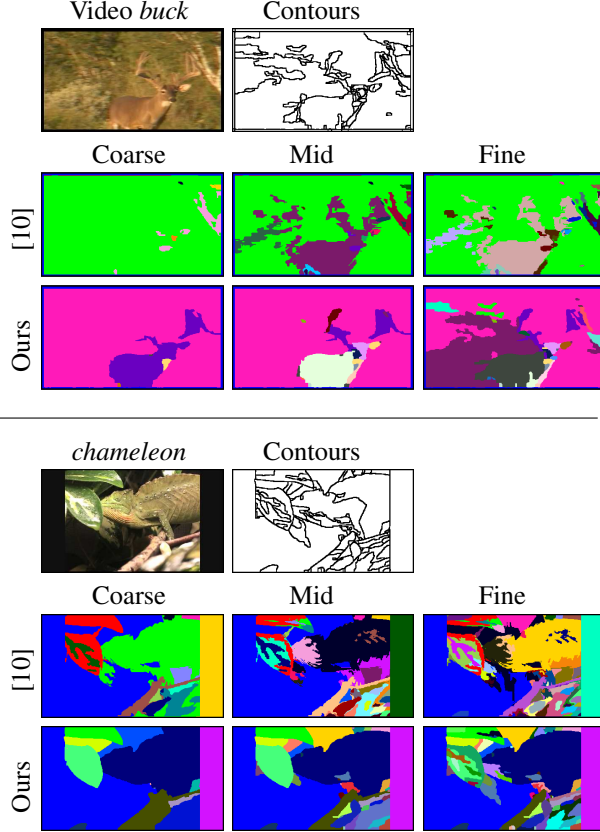 Video buck Contours
Coarse Mid Fine
[10]
Ours
chameleon Contours
Coarse Mid Fine
[10]
Ours